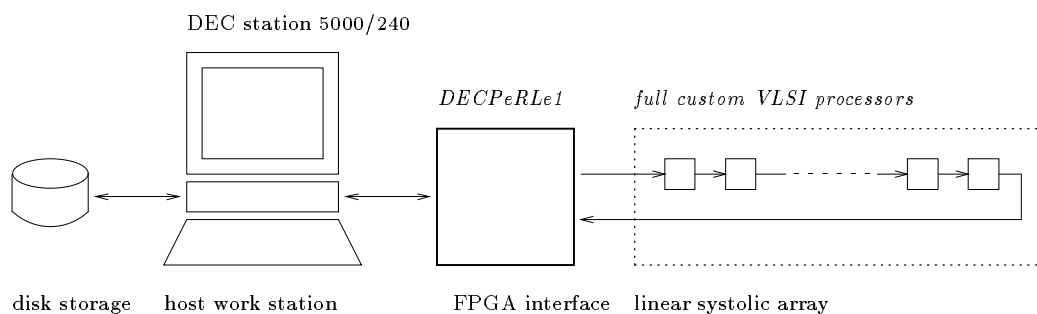 DEC station 5000/240
DECPeRLe1
full custom VLSI processors
disk storage
host work station
FPGA interface
linear systolic array